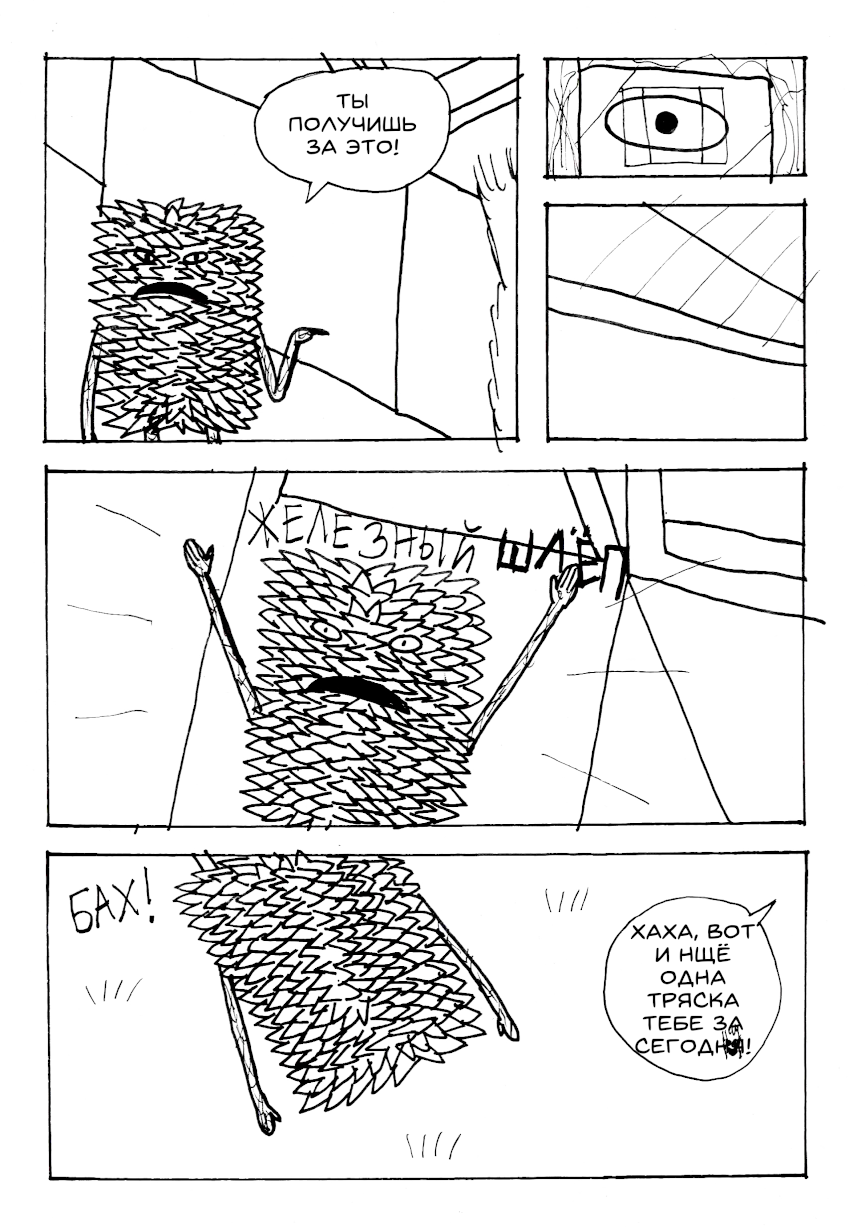 ТЫ
ПОЛУЧИШЬ
ЗА ЭТО!
ЖЕЛЕЗНЫЙ ШЛЁП
БАХ!
ХАХА, ВОТ
И НЩЁ
ОДНА
ТРЯСКА
ТЕБЕ ЗА
СЕГОДНЯ!